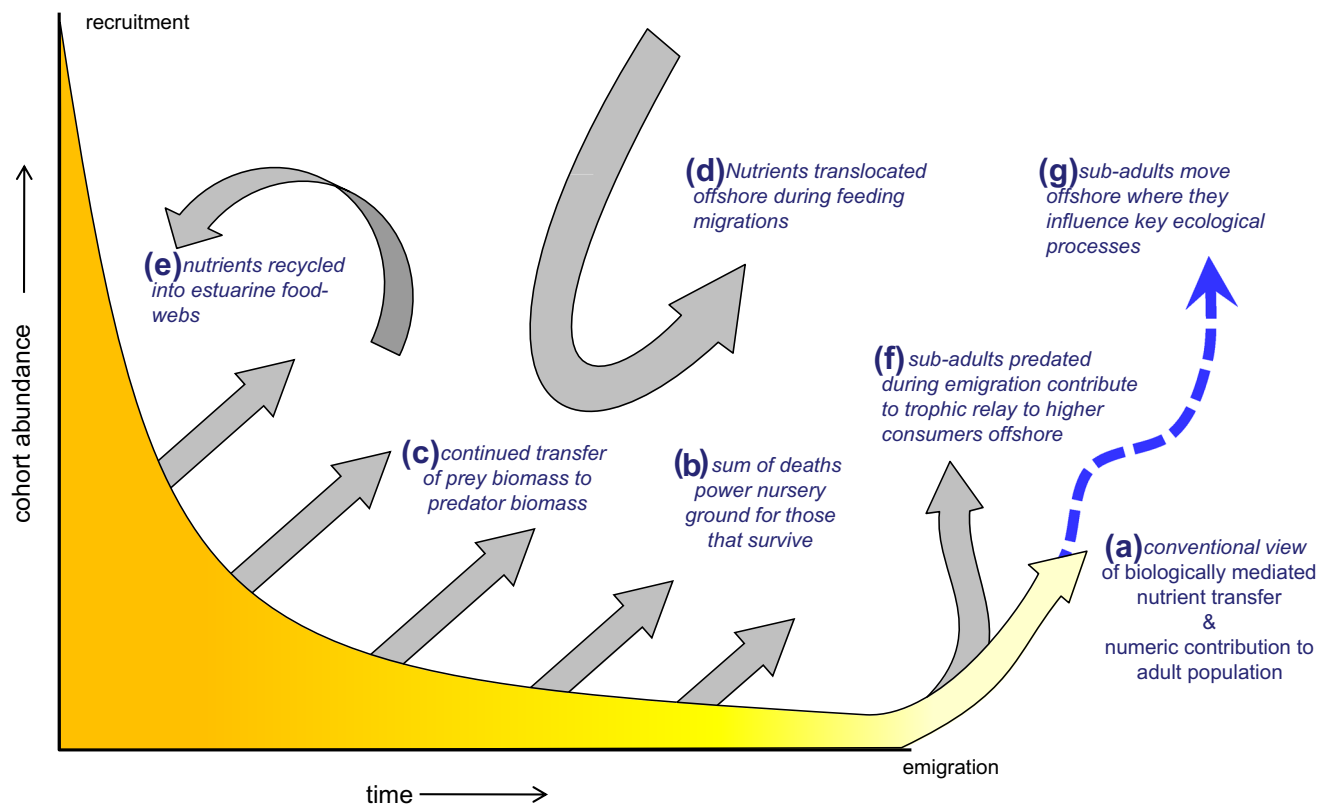 recruitment
cohort abundance
(d) Nutrients translocated
offshore during feeding
migrations
(g) sub-adults move
offshore where they
influence key ecological
processes
(e) nutrients recycled
into estuarine food-
webs
(f) sub-adults predated
during emigration contribute
to trophic relay to higher
consumers offshore
(c) continued transfer
of prey biomass to
predator biomass
(b) sum of deaths
power nursery
ground for those
that survive
(a) conventional view
of biologically mediated
nutrient transfer
&
numeric contribution to
adult population
emigration
time